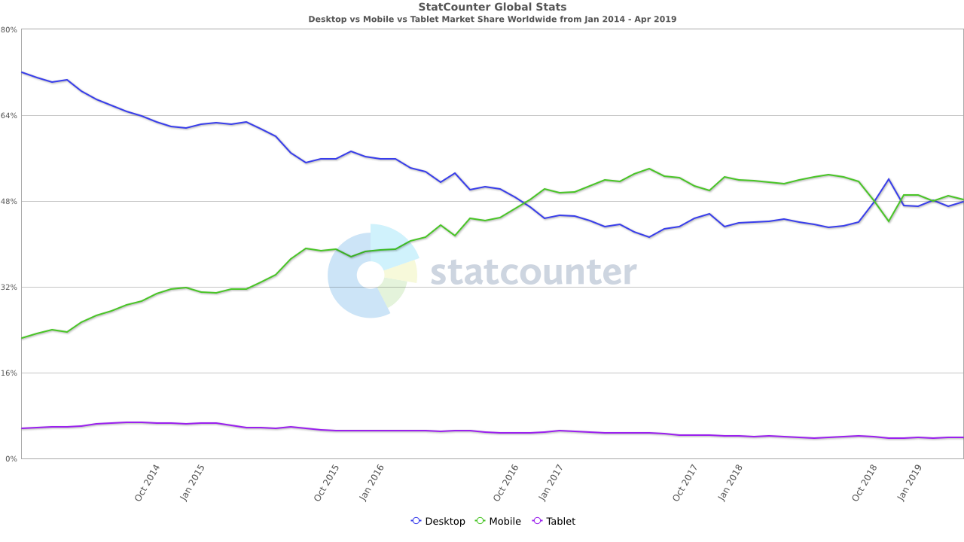 StatCounter Global Stats
Desktop vs Mobile vs Tablet Market Share Worldwide from Jan 2014 - Apr 2019
80%
64%
48%
32%
16%
0%
statcounter
Oct 2014
Jan 2015
Oct 2015
Jan 2016
Oct 2016
Jan 2017
Oct 2017
Jan 2018
Oct 2018
Jan 2019
Desktop Mobile Tablet